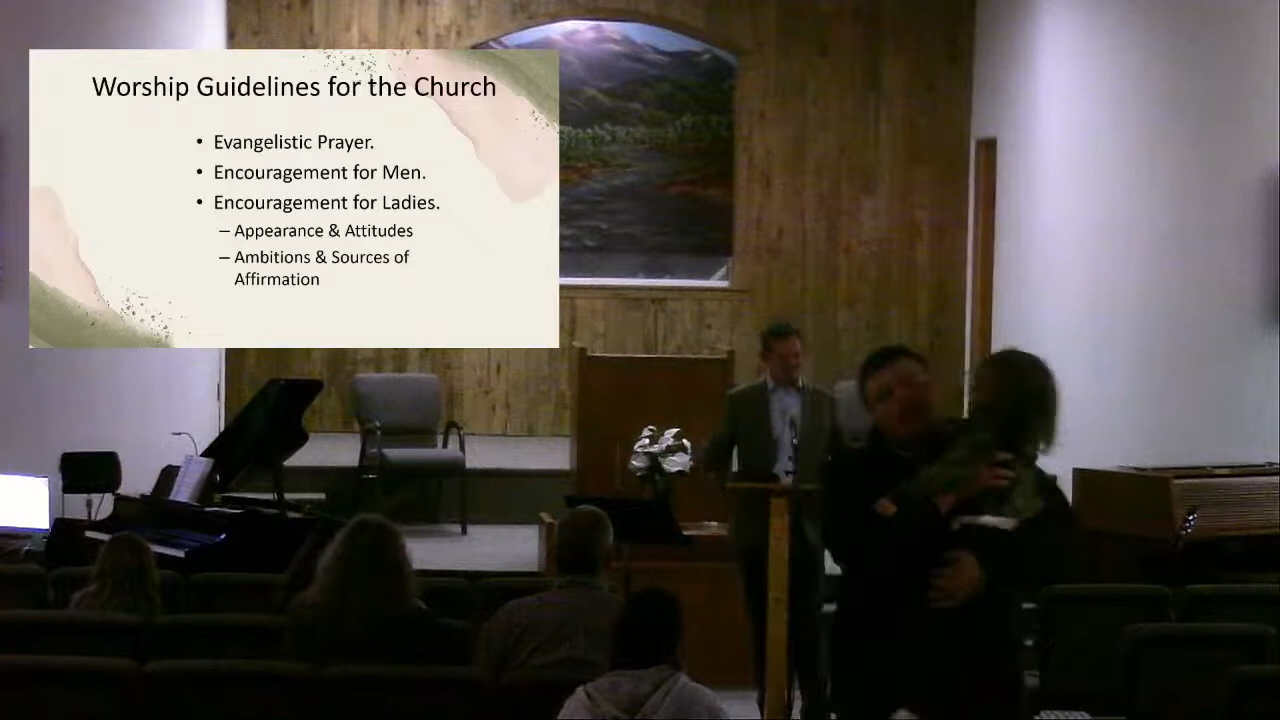 Worship Guidelines for the Church
• Evangelistic Prayer.
• Encouragement for Men.
• Encouragement for Ladies.
– Appearance & Attitudes
– Ambitions & Sources of
Affirmation